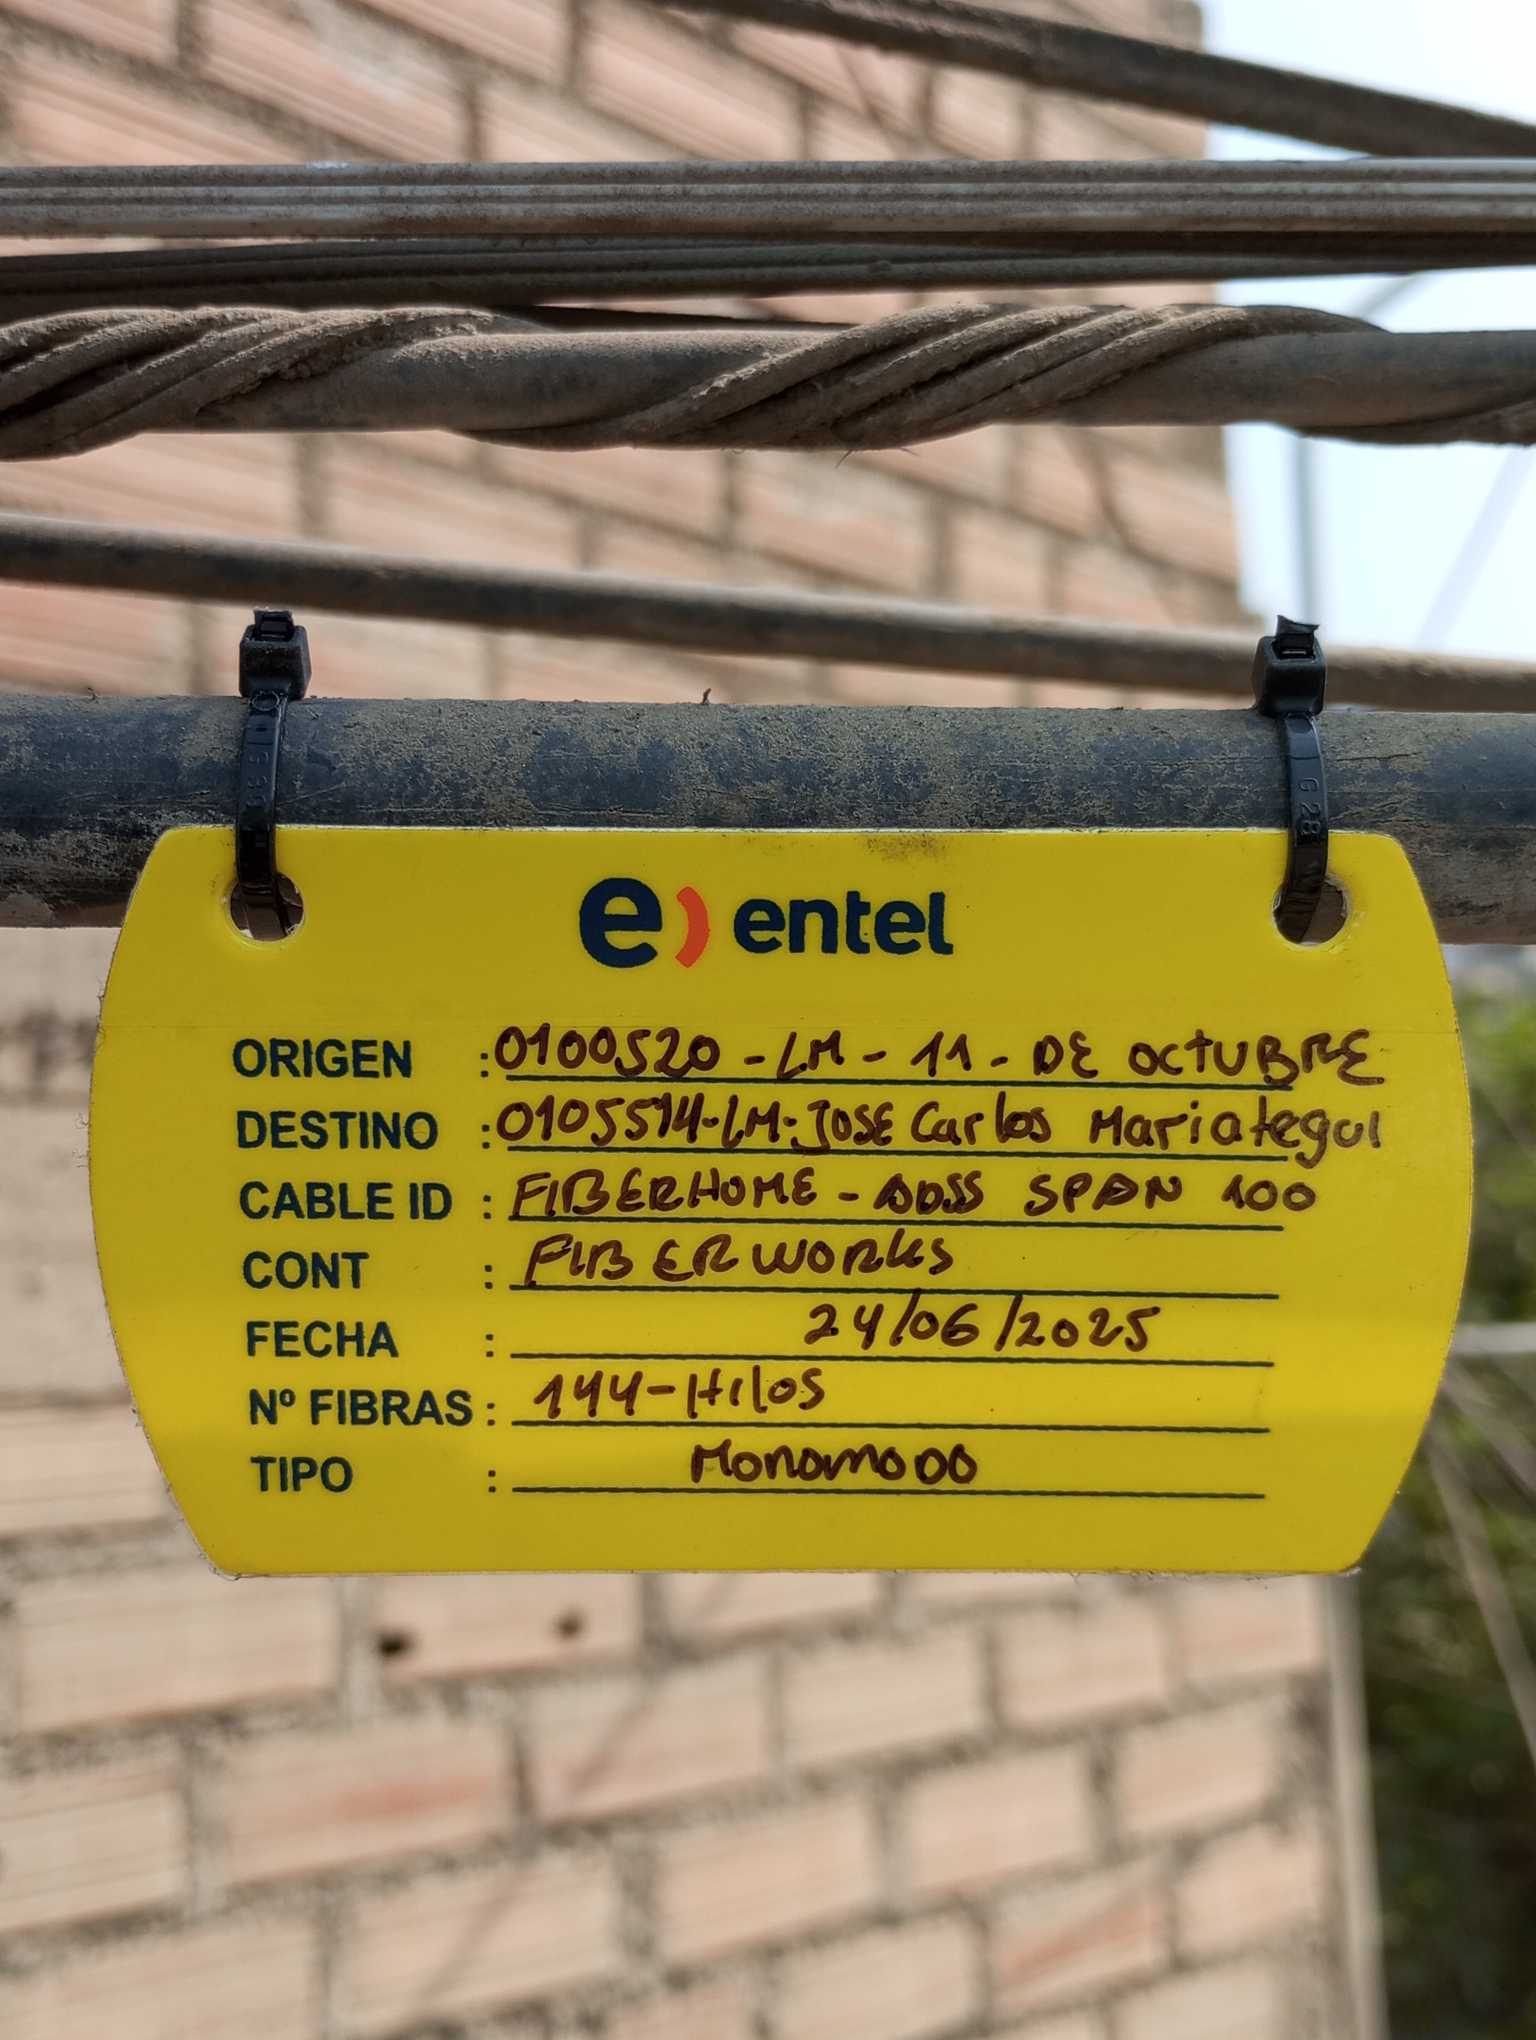 e) entel
ORIGEN : 0100520 - LM - 11 - DE OCTUBRE
DESTINO : 0105514-LM-JOSE Carlos Mariategui
CABLE ID : FIBERHOME - ADSS SPAN 100
CONT : FIBERWORKS
FECHA : 24/06/2025
Nº FIBRAS : 144-Hilos
TIPO : MONOMODO